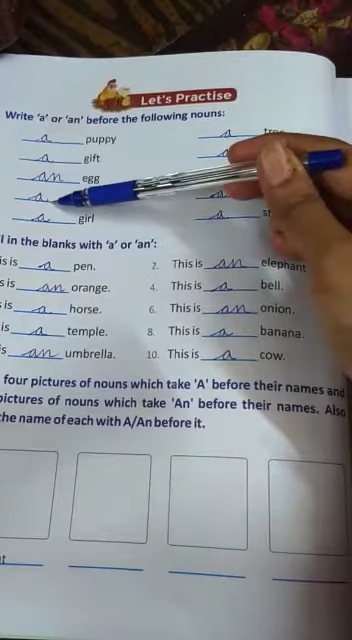 Let's Practise
Write 'a' or 'an' before the following nouns:
a puppy a
a gift a
an egg
a
a girl a
in the blanks with 'a' or 'an':
is a pen. 2. This is an elephant
is an orange. 4. This is a bell.
is a horse. 6. This is an onion.
is a temple. 8. This is a banana.
an umbrella. 10. This is a cow.
four pictures of nouns which take 'A' before their names and
pictures of nouns which take 'An' before their names. Also
the name of each with A/An before it.